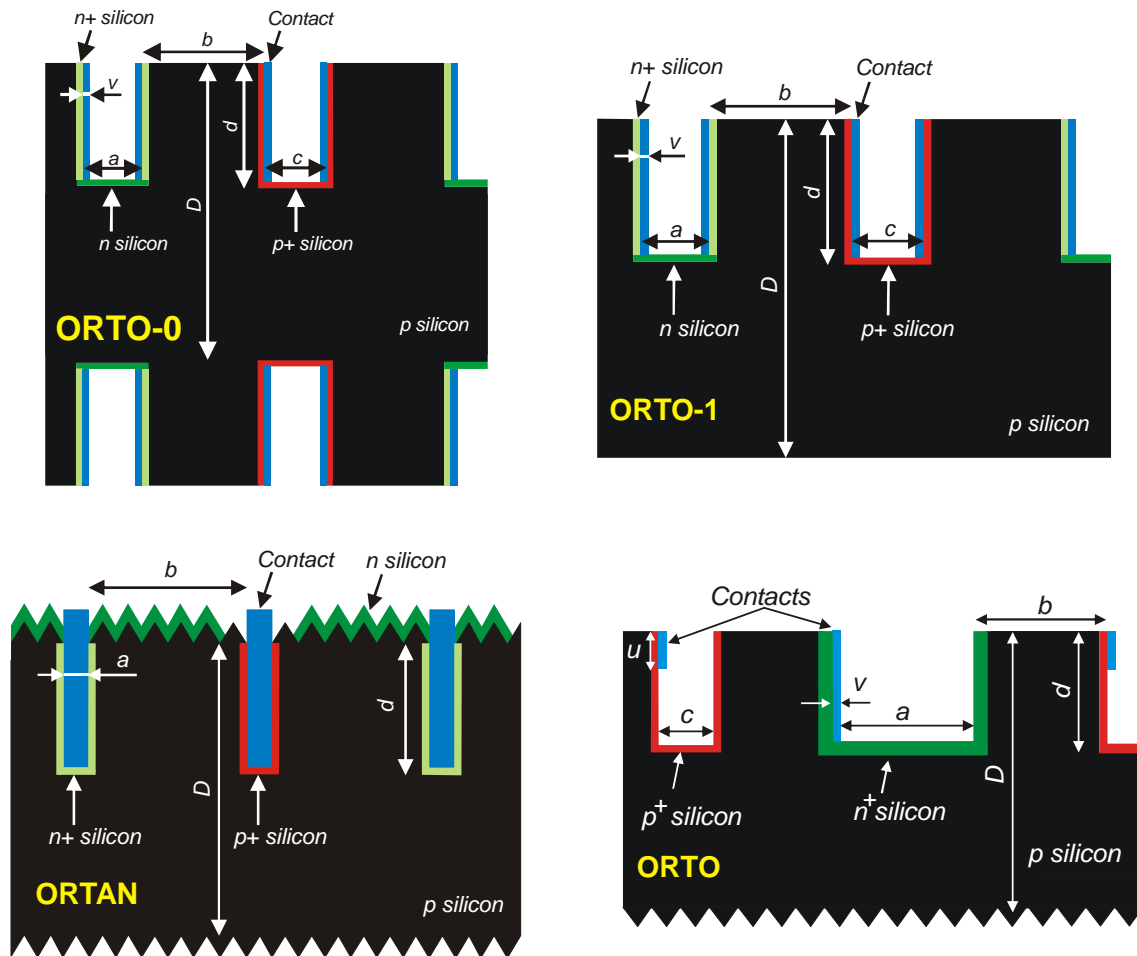 n+ silicon
Contact
b
v
d
a
c
D
n silicon
p+ silicon
ORTO-0
p silicon
n+ silicon
Contact
b
v
d
a
c
D
n silicon
p+ silicon
ORTO-1
p silicon
Contact
n silicon
b
a
d
D
n+ silicon
p+ silicon
ORTAN
p silicon
Contacts
b
u
v
d
c
a
D
p+ silicon
n+ silicon
ORTO
p silicon